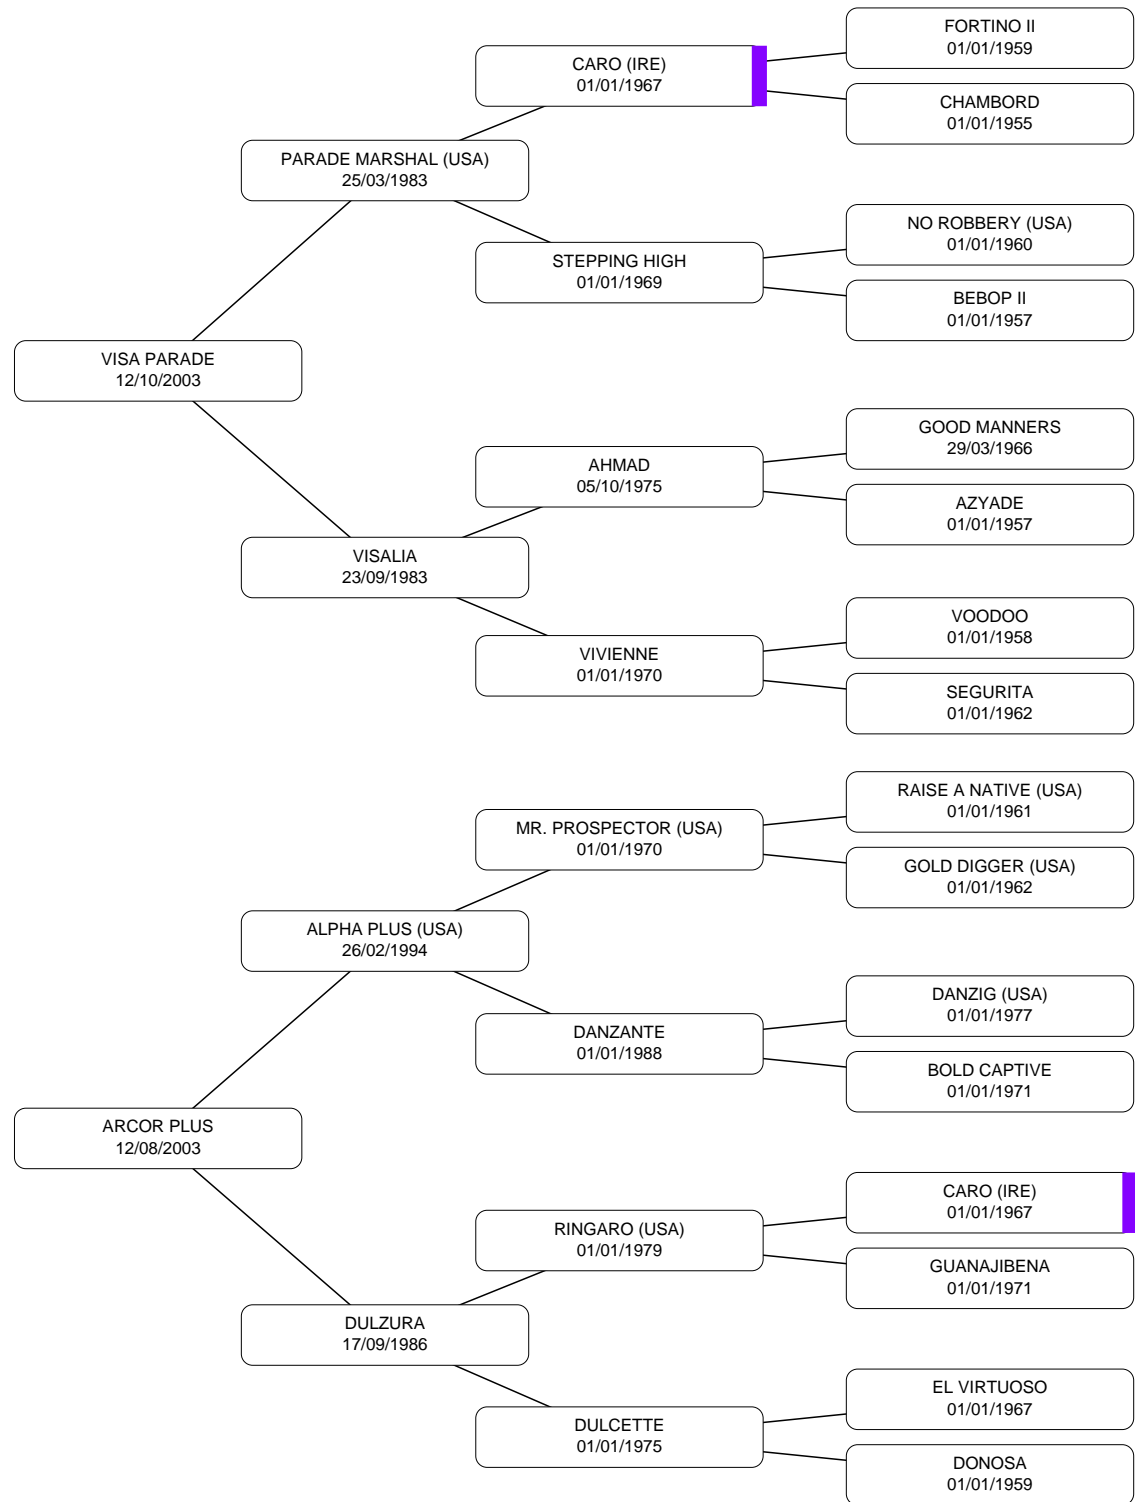 FORTINO II
01/01/1959
CARO (IRE)
01/01/1967
CHAMBORD
01/01/1955
PARADE MARSHAL (USA)
25/03/1983
NO ROBBERY (USA)
01/01/1960
STEPPING HIGH
01/01/1969
BEBOP II
01/01/1957
VISA PARADE
12/10/2003
GOOD MANNERS
29/03/1966
AHMAD
05/10/1975
AZYADE
01/01/1957
VISALIA
23/09/1983
VOODOO
01/01/1958
VIVIENNE
01/01/1970
SEGURITA
01/01/1962
RAISE A NATIVE (USA)
01/01/1961
MR. PROSPECTOR (USA)
01/01/1970
GOLD DIGGER (USA)
01/01/1962
ALPHA PLUS (USA)
26/02/1994
DANZIG (USA)
01/01/1977
DANZANTE
01/01/1988
BOLD CAPTIVE
01/01/1971
ARCOR PLUS
12/08/2003
CARO (IRE)
01/01/1967
RINGARO (USA)
01/01/1979
GUANAJIBENA
01/01/1971
DULZURA
17/09/1986
EL VIRTUOSO
01/01/1967
DULCETTE
01/01/1975
DONOSA
01/01/1959